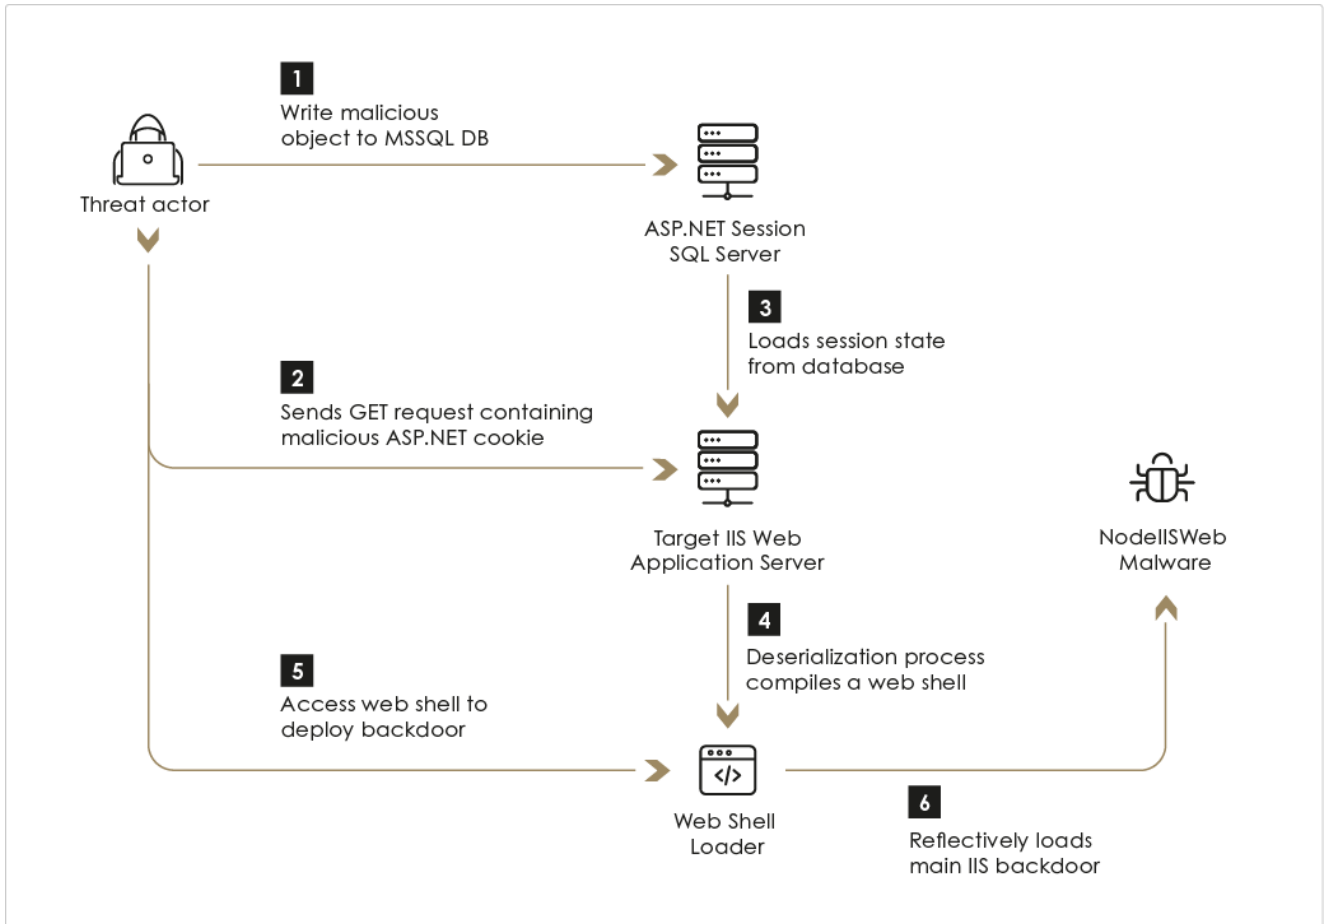 1
Write malicious
object to MSSQL DB
Threat actor
ASP.NET Session
SQL Server
3
Loads session state
from database
2
Sends GET request containing
malicious ASP.NET cookie
Target IIS Web
Application Server
NodeIISWeb
Malware
4
Deserialization process
compiles a web shell
5
Access web shell to
deploy backdoor
</>
Web Shell
Loader
6
Reflectively loads
main IIS backdoor